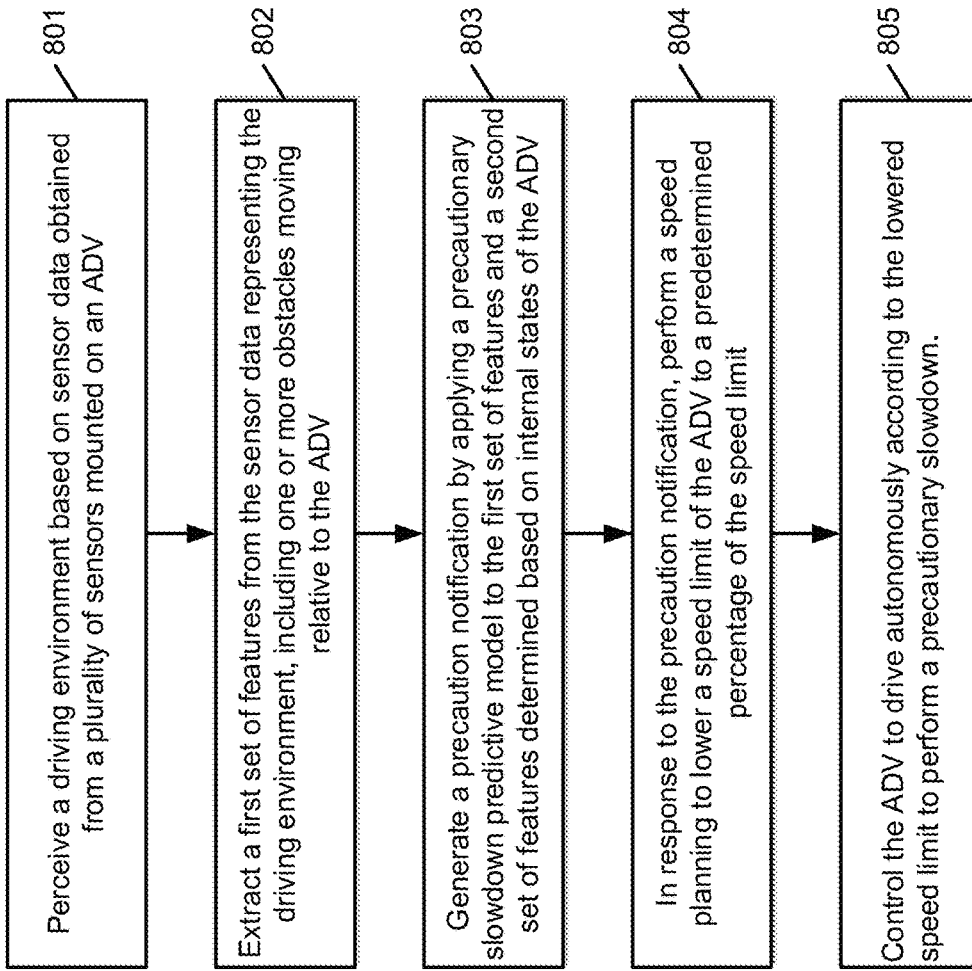 Perceive a driving environment based on sensor data obtained
from a plurality of sensors mounted on an ADV
801
Extract a first set of features from the sensor data representing the
driving environment, including one or more obstacles moving
relative to the ADV
802
Generate a precaution notification by applying a precautionary
slowdown predictive model to the first set of features and a second
set of features determined based on internal states of the ADV
803
In response to the precaution notification, perform a speed
planning to lower a speed limit of the ADV to a predetermined
percentage of the speed limit
804
Control the ADV to drive autonomously according to the lowered
speed limit to perform a precautionary slowdown.
805